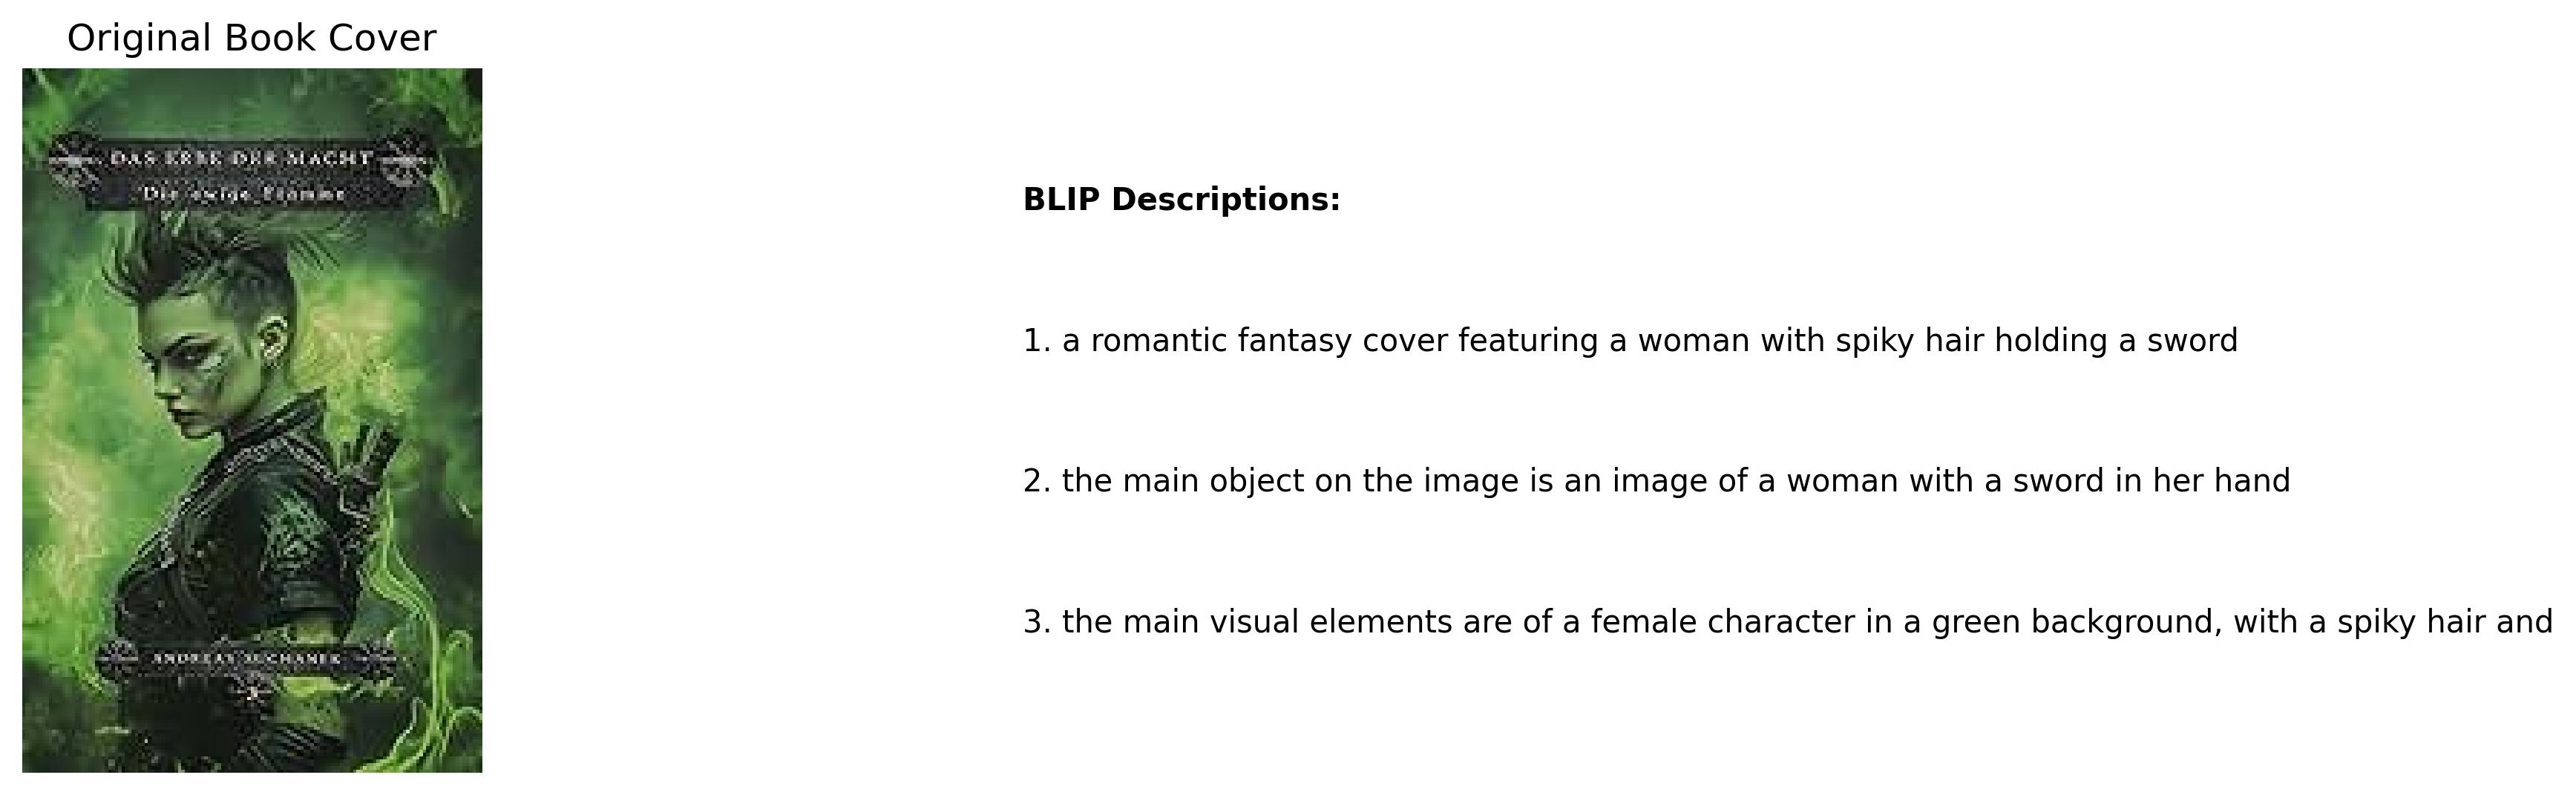 Original Book Cover
DAS ERBE DER MACHT
Die ewige Flamme
ANDREAS SUCHANEK
BLIP Descriptions:
1. a romantic fantasy cover featuring a woman with spiky hair holding a sword
2. the main object on the image is an image of a woman with a sword in her hand
3. the main visual elements are of a female character in a green background, with a spiky hair and